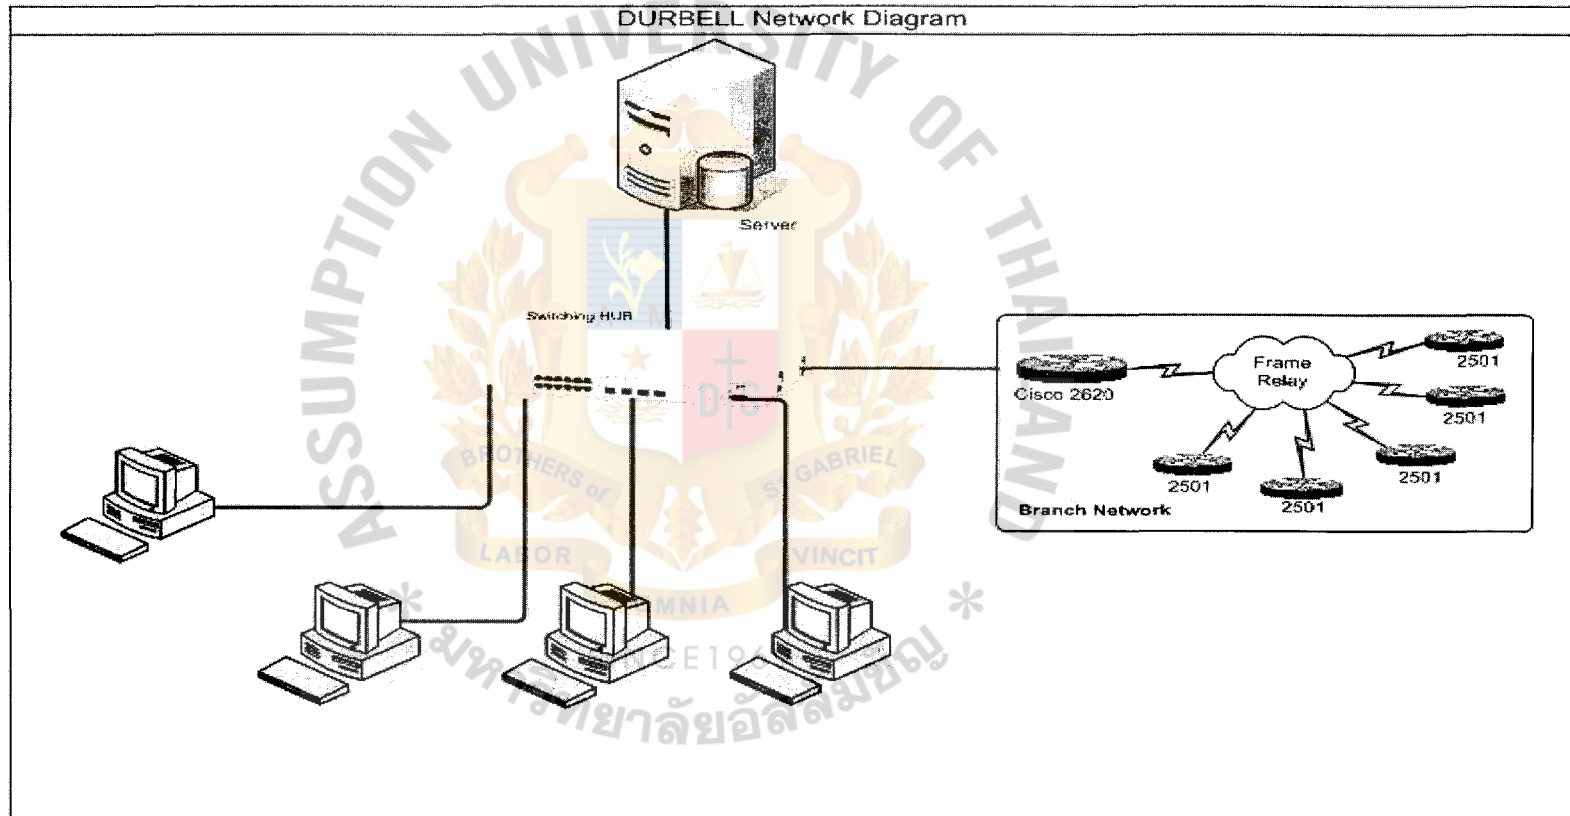 DURBELL Network Diagram
ASSUMPTION UNIVERSITY OF THAILAND
Server
Switching HUB
D S
BROTHERS of
ST GABRIEL
LABOR
VINCIT
OMNIA
SINCE 1969
มหาวิทยาลัยอัสสัมชัญ
Cisco 2620
Frame
Relay
2501
2501
2501
2501
2501
Branch Network